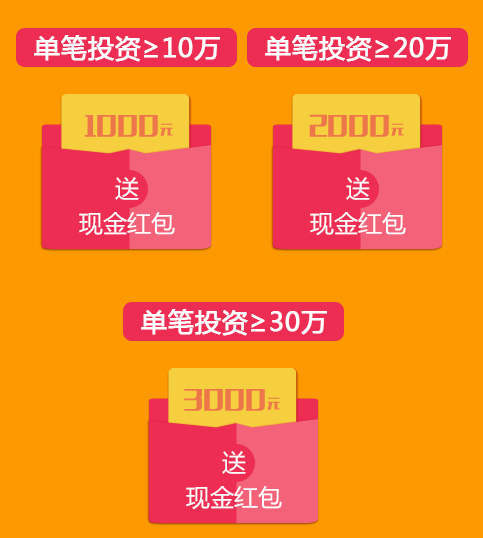 单笔投资≥10万
单笔投资≥20万
1000元
2000元
送
现金红包
送
现金红包
单笔投资≥30万
3000元
送
现金红包